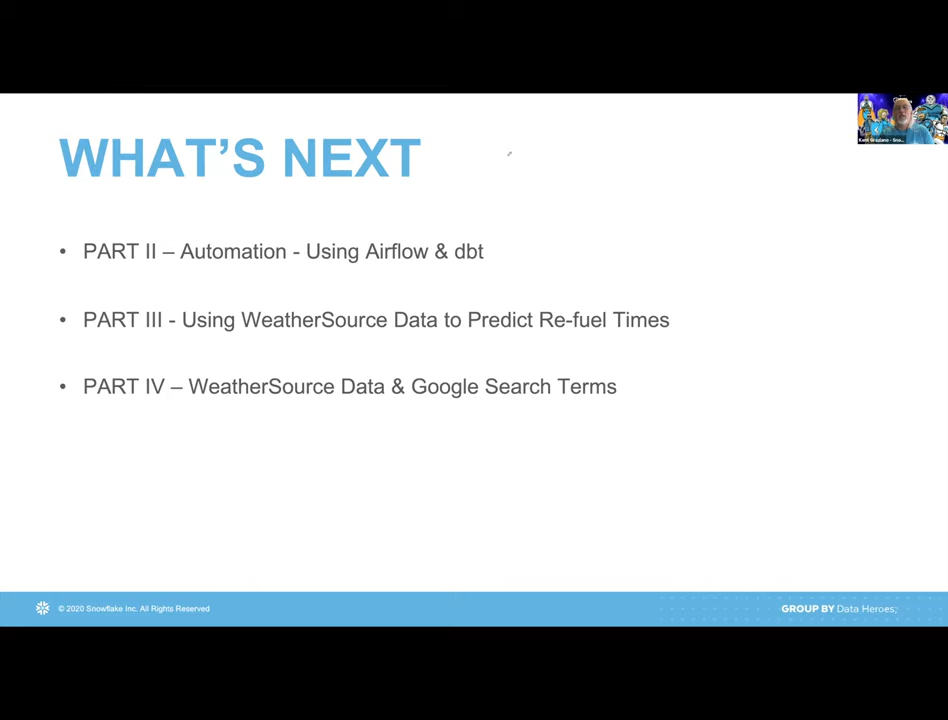 WHAT'S NEXT
• PART II – Automation - Using Airflow & dbt
• PART III - Using WeatherSource Data to Predict Re-fuel Times
• PART IV – WeatherSource Data & Google Search Terms
© 2020 Snowflake Inc. All Rights Reserved
GROUP BY Data Heroes;